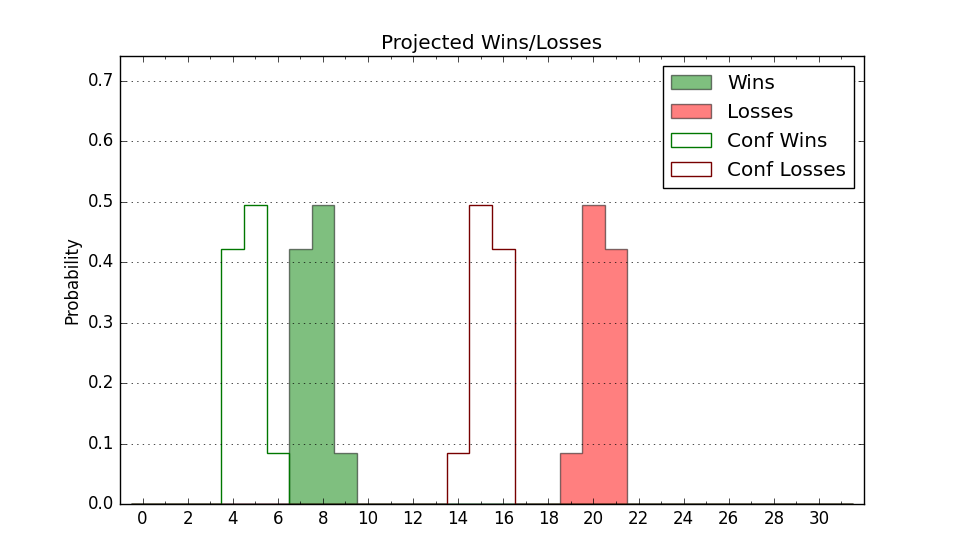 Projected Wins/Losses
Wins
Losses
Conf Wins
Conf Losses
Probability
0.7
0.6
0.5
0.4
0.3
0.2
0.1
0.0
0 2 4 6 8 10 12 14 16 18 20 22 24 26 28 30